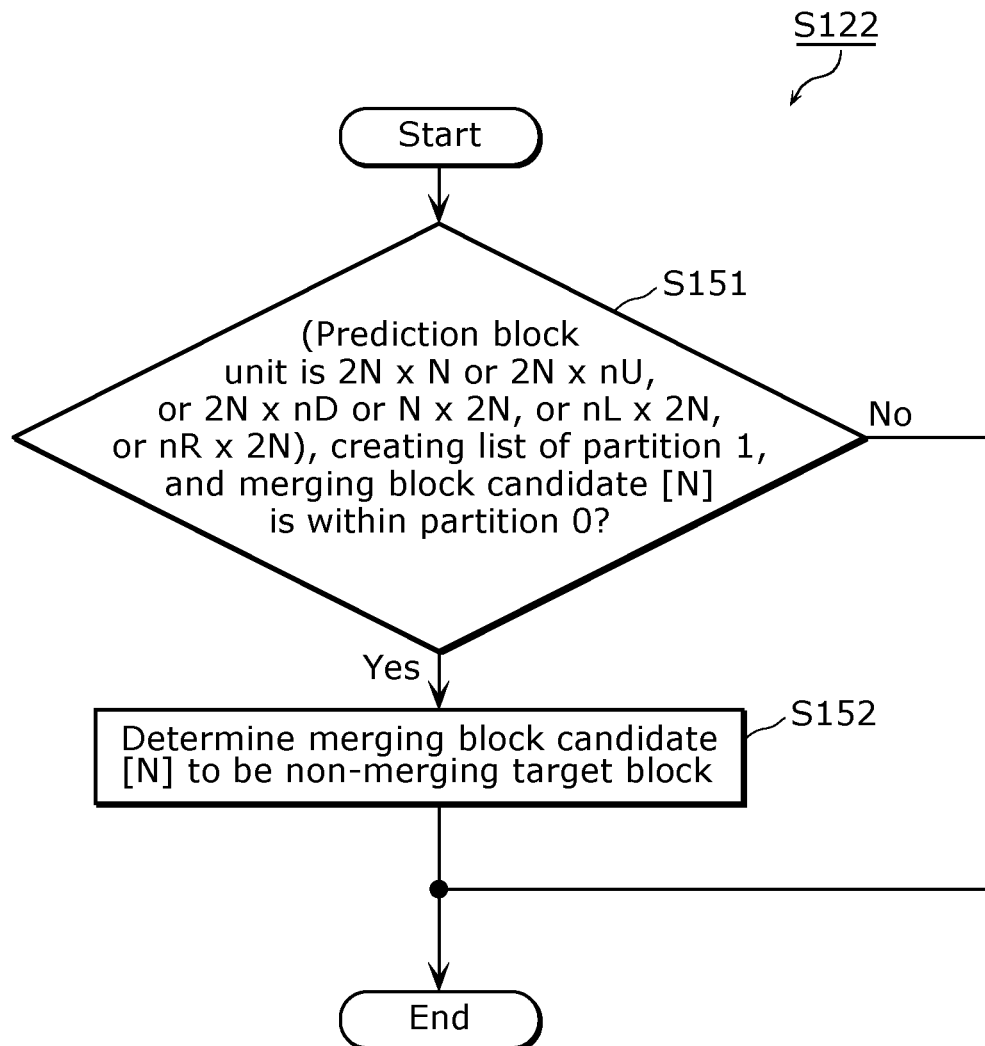 S122
Start
S151
(Prediction block
unit is 2N x N or 2N x nU,
or 2N x nD or N x 2N, or nL x 2N,
or nR x 2N), creating list of partition 1,
and merging block candidate [N]
is within partition 0?
No
Yes
S152
Determine merging block candidate
[N] to be non-merging target block
End